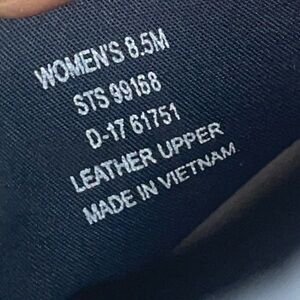 WOMEN'S 8.5M
STS 99168
D-17 61751
LEATHER UPPER
MADE IN VIETNAM